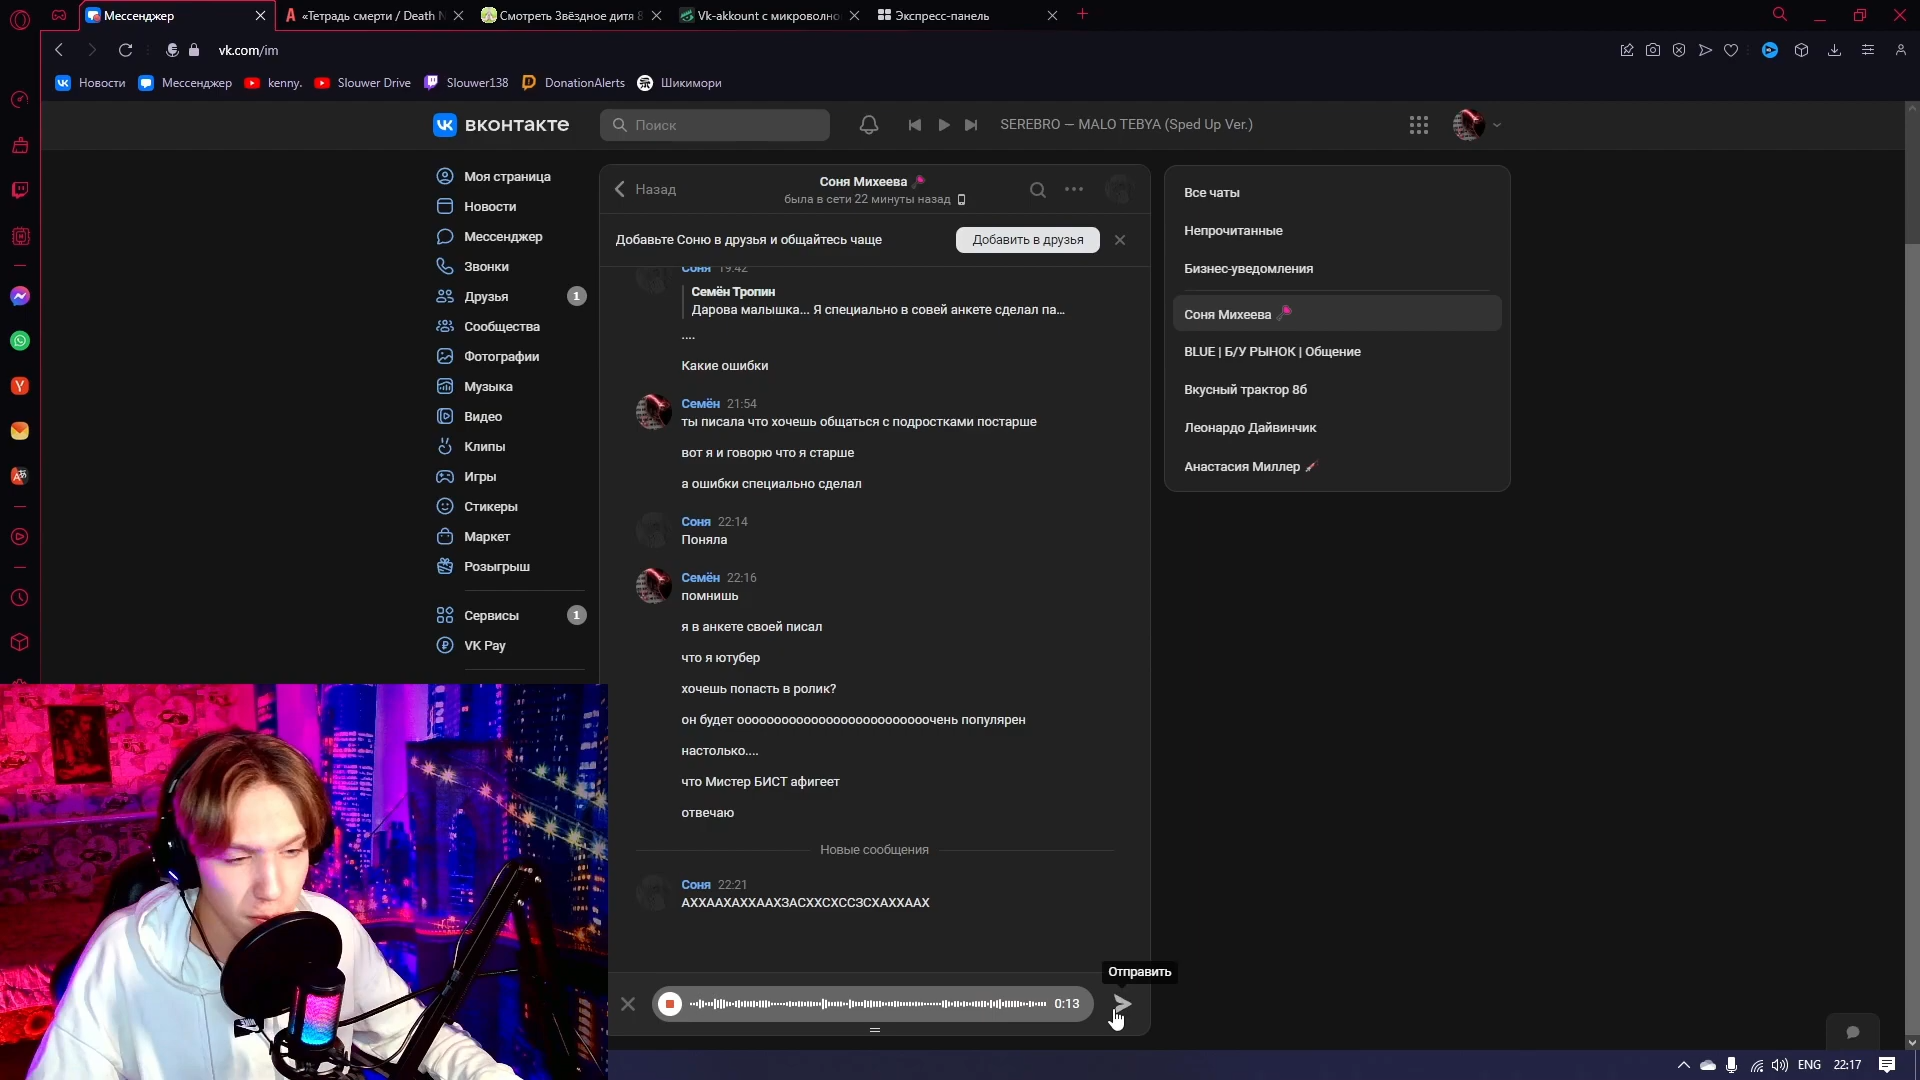 Мессенджер
«Тетрадь смерти / Death N
Смотреть Звёздное дитя 8
Vk-akkount с микроволно
Экспресс-панель
vk.com/im
Новости
Мессенджер
kenny.
Slouwer Drive
Slouwer138
DonationAlerts
Шикимори
ВКОНТАКТЕ
Поиск
SEREBRO — MALO TEBYA (Sped Up Ver.)
Моя страница
Новости
Мессенджер
Звонки
Друзья
1
Сообщества
Фотографии
Музыка
Видео
Клипы
Игры
Стикеры
Маркет
Розыгрыш
Сервисы
1
VK Pay
Назад
Соня Михеева
была в сети 22 минуты назад
Добавьте Соню в друзья и общайтесь чаще
Добавить в друзья
Соня 19:42
Семён Тропин
Дарова малышка... Я специально в совей анкете сделал па...
....
Какие ошибки
Семён 21:54
ты писала что хочешь общаться с подростками постарше
вот я и говорю что я старше
а ошибки специально сделал
Соня 22:14
Поняла
Семён 22:16
помнишь
я в анкете своей писал
что я ютубер
хочешь попасть в ролик?
он будет оооооооооооооооооооооооооочень популярен
настолько....
что Мистер БИСТ афигеет
отвечаю
Новые сообщения
Соня 22:21
АХХААХАХХААХЗАСХХСХССЗСХАХХААХ
Отправить
0:13
Все чаты
Непрочитанные
Бизнес-уведомления
Соня Михеева
BLUE | Б/У РЫНОК | Общение
Вкусный трактор 8б
Леонардо Дайвинчик
Анастасия Миллер
ENG
22:17